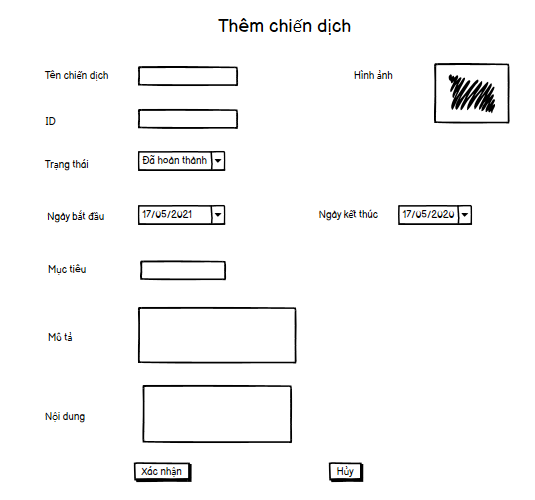 Thêm chiến dịch
Tên chiến dịch
Hình ảnh
ID
Trạng thái
Đã hoàn thành
Ngày bắt đầu
17/05/2021
Ngày kết thúc
17/05/2020
Mục tiêu
Mô tả
Nội dung
Xác nhận
Hủy